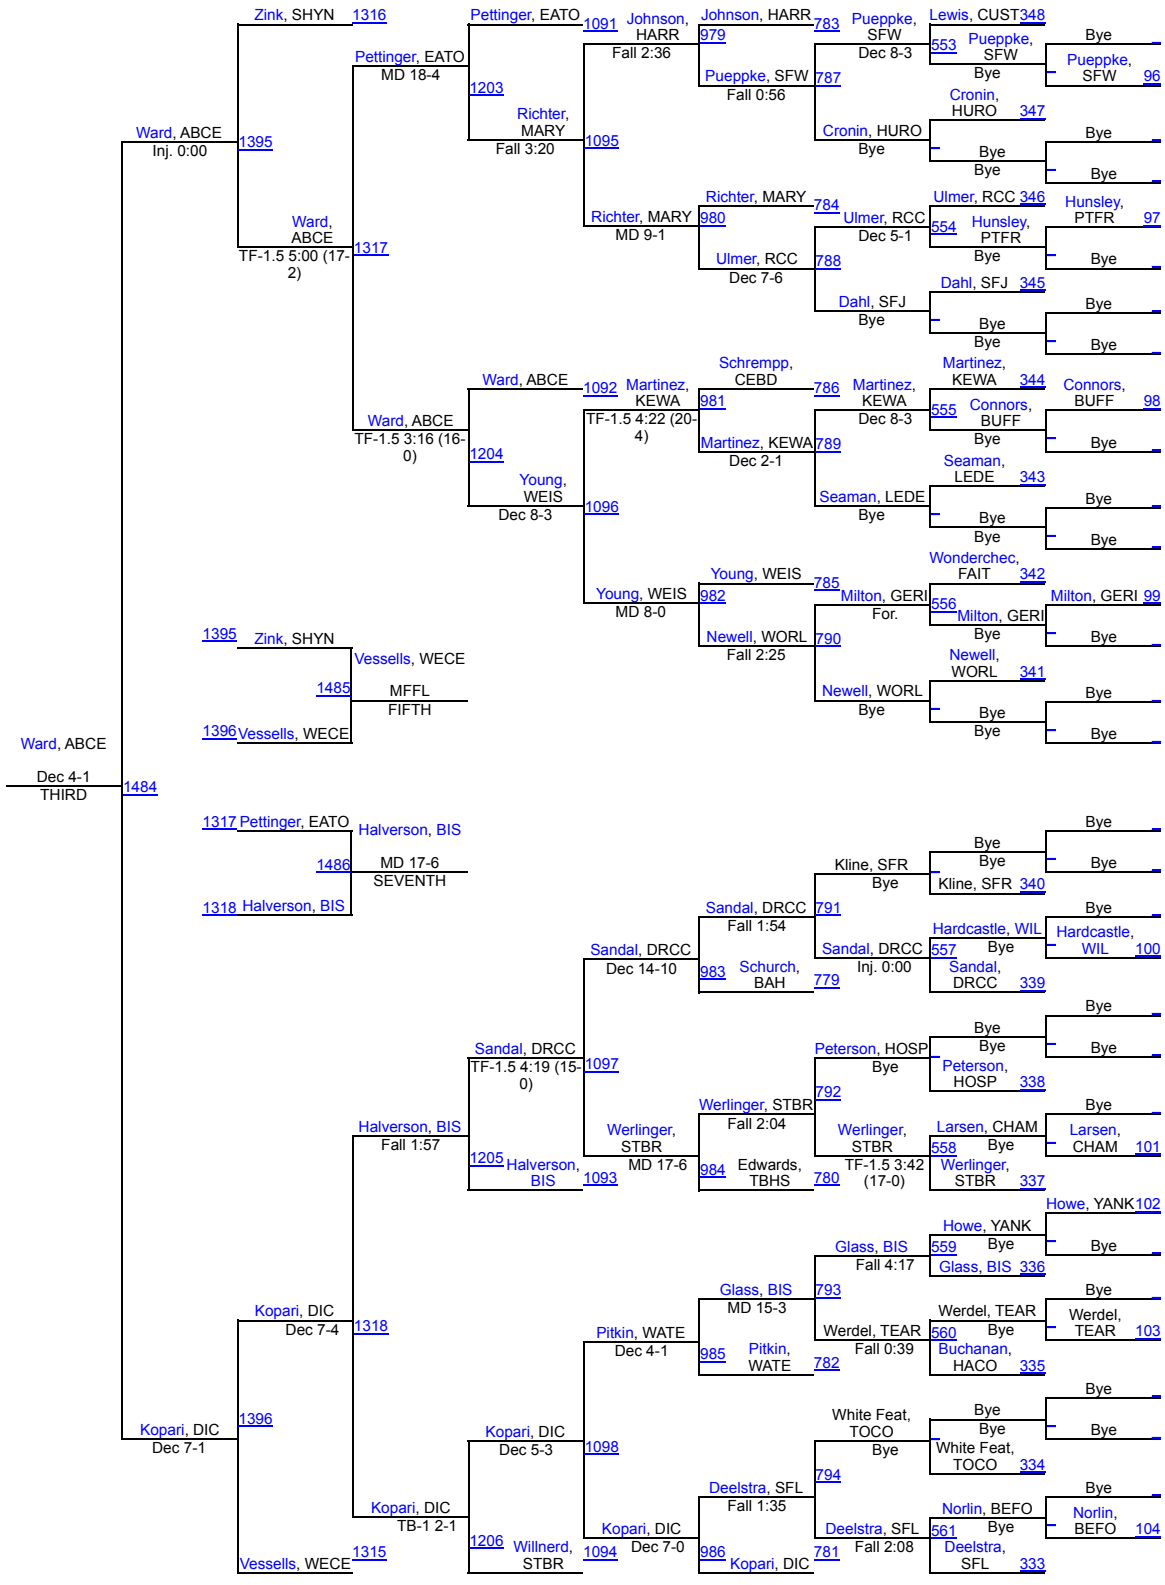 Zink, SHYN 1316 Pettinger, EATO 1091 Johnson, HARR Johnson, HARR 783 Pueppke, SFW Lewis, CUST 348
979 Bye
Fall 2:36 Dec 8-3 553 Pueppke, SFW
Pettinger, EATO Bye Pueppke, SFW 96
MD 18-4 Pueppke, SFW 787
1203 Fall 0:56 Cronin, HURO 347
Richter, MARY
Ward, ABCE 1395 Fall 3:20 1095 Cronin, HURO Bye
Inj. 0:00 Bye Bye
Bye Bye
Richter, MARY 784 Ulmer, RCC 346 Hunsley, PTFR 97
Ward, ABCE Richter, MARY 980 Ulmer, RCC 554 Hunsley, PTFR
TF-1.5 5:00 (17-2) 1317 MD 9-1 Dec 5-1 Bye Bye
Ulmer, RCC 788
Dec 7-6 Dahl, SFJ 345
Dahl, SFJ Bye
Bye Bye
Bye Bye
Schrempp, CEBD 786 Martinez, KEWA 344
Ward, ABCE 1092 Martinez, KEWA 981 Martinez, KEWA 555 Connors, BUFF Connors, BUFF 98
TF-1.5 4:22 (20-4) Dec 8-3 Bye Bye
Ward, ABCE Martinez, KEWA 789
TF-1.5 3:16 (16-0) 1204 Dec 2-1 Seaman, LEDE 343
Young, WEIS Seaman, LEDE Bye
Dec 8-3 1096 Bye Bye
Bye Bye
Wonderchec, FAIT 342
Young, WEIS 785
Young, WEIS 982 Milton, GERI 556 Milton, GERI 99
MD 8-0 For. Milton, GERI
1395 Zink, SHYN Newell, WORL 790 Bye Bye
Vessells, WECE Fall 2:25 Newell, WORL 341
1485 MFFL Newell, WORL Bye
FIFTH Bye Bye
1396 Vessells, WECE Bye Bye
Ward, ABCE
Dec 4-1 1484
THIRD
1317 Pettinger, EATO Halverson, BIS Bye
Bye
1486 MD 17-6 Kline, SFR Bye Bye
SEVENTH Bye Kline, SFR 340
1318 Halverson, BIS Sandal, DRCC 791 Bye
Fall 1:54 Hardcastle, WIL Hardcastle, WIL 100
Sandal, DRCC Sandal, DRCC 557 Bye
Dec 14-10 983 Schurch, BAH 779 Inj. 0:00 Sandal, DRCC 339
Bye
Bye
Sandal, DRCC Peterson, HOSP Bye Bye
TF-1.5 4:19 (15-0) 1097 Bye Peterson, HOSP 338
792
Werlinger, STBR Bye
Halverson, BIS Werlinger, STBR Fall 2:04 Werlinger, STBR Larsen, CHAM Larsen, CHAM 101
Fall 1:57 MD 17-6 558 Bye
1205 Halverson, BIS 1093 984 Edwards, TBHS 780 TF-1.5 3:42 (17-0) Werlinger, STBR 337
Howe, YANK 102
Howe, YANK
Glass, BIS 559 Bye Bye
Fall 4:17 Glass, BIS 336
Glass, BIS 793 Bye
Kopari, DIC MD 15-3 Werdel, TEAR Werdel, TEAR 103
Dec 7-4 1318 Pitkin, WATE Werdel, TEAR 560 Bye
Dec 4-1 985 Pitkin, WATE 782 Fall 0:39 Buchanan, HACO 335
Bye
1396 White Feat, TOCO Bye
Kopari, DIC Kopari, DIC Bye Bye Bye
Dec 7-1 Dec 5-3 1098 White Feat, TOCO 334
794
Deelstra, SFL Bye
Kopari, DIC Fall 1:35 Norlin, BEFO Norlin, BEFO 104
TB-1 2-1 Kopari, DIC Deelstra, SFL 561 Bye
1206 Willnerd, STBR 1094 Dec 7-0 986 781 Fall 2:08 Deelstra, SFL 333
Vessells, WECE 1315 Kopari, DIC